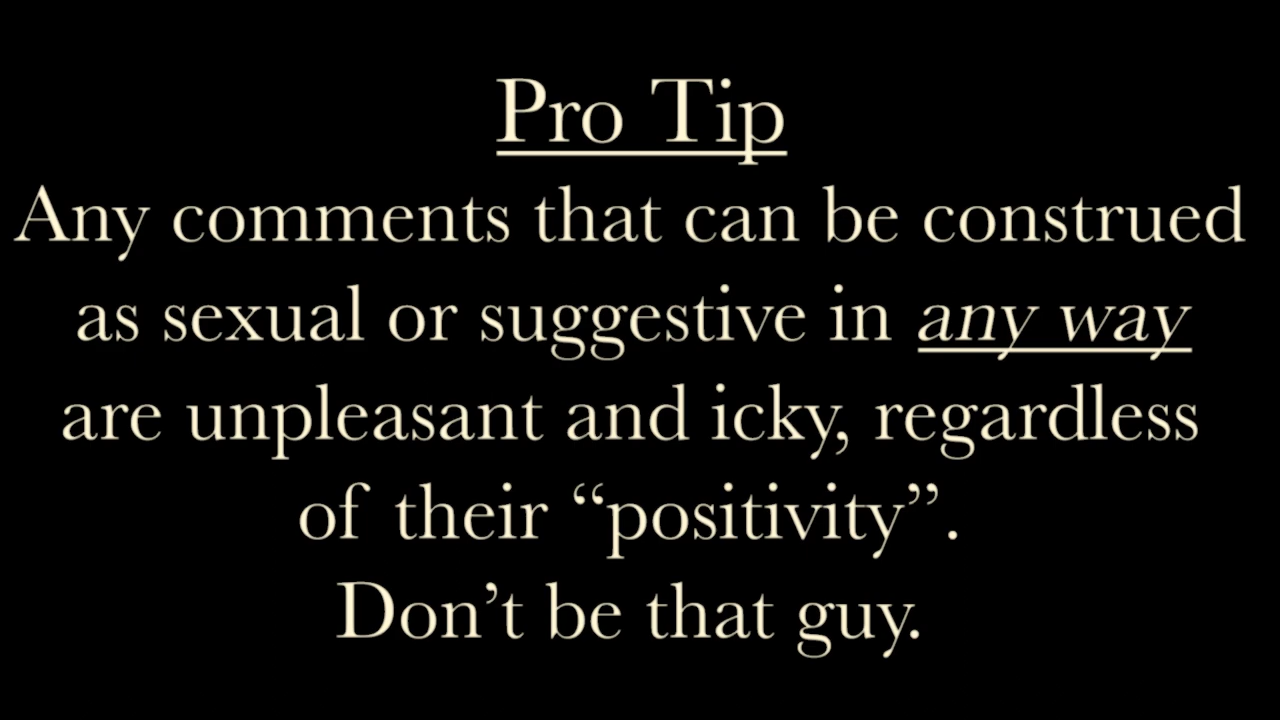 Pro Tip
Any comments that can be construed
as sexual or suggestive in any way
are unpleasant and icky, regardless
of their “positivity”.
Don’t be that guy.